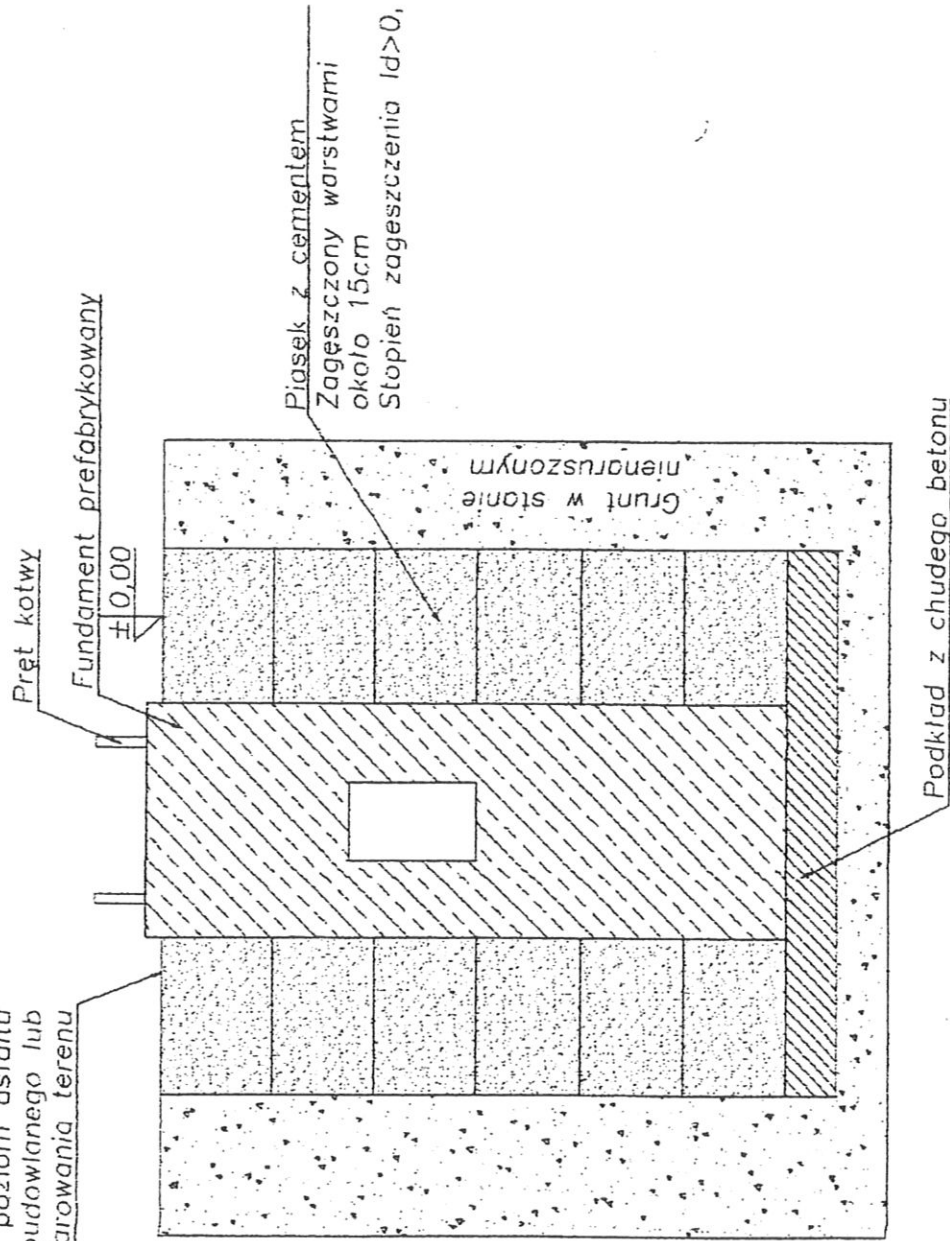 Pręt kotwy
Fundament prefabrykowany
±0,00
poziom
budowlanego lub
terenu
Piasek z cementem
Zagęszczony warstwami
około 15cm
Stopień zagęszczenia Id>0,
Grunt w stanie
nienaruszonym
Podkład z chudego betonu